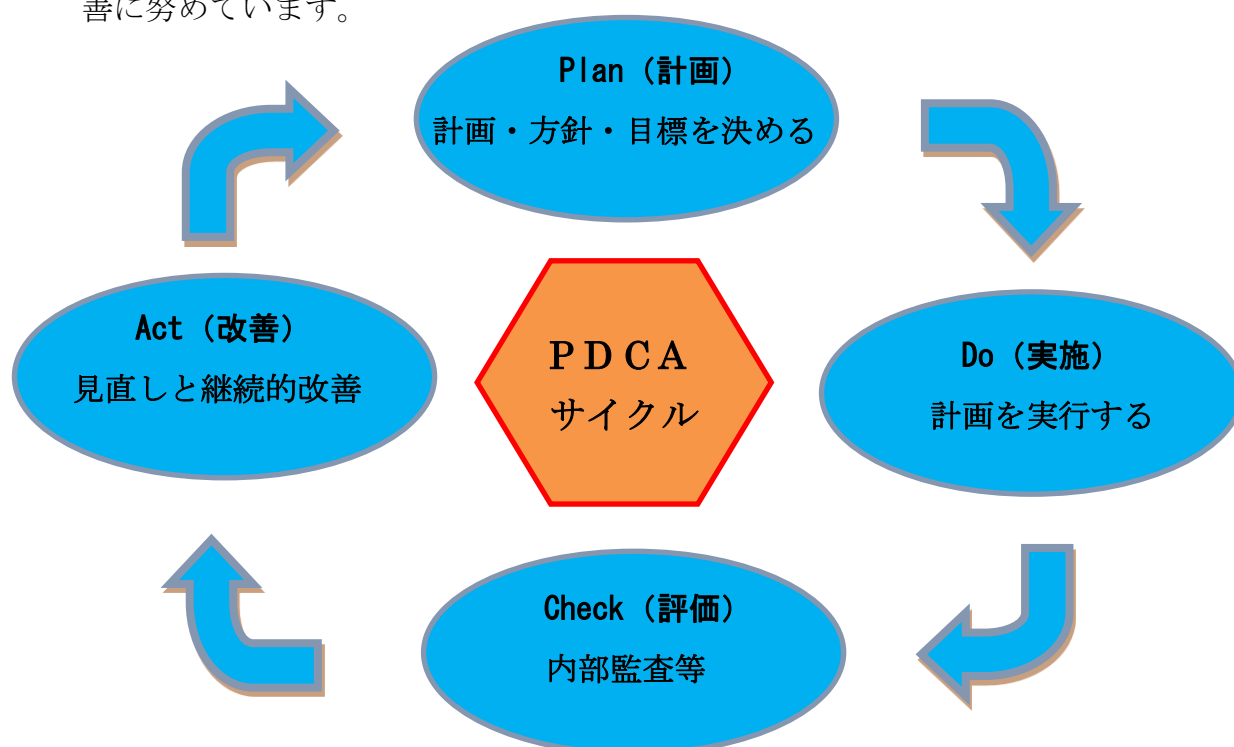 善に努めています。
Plan（計画）
計画・方針・目標を決める
Act（改善）
見直しと継続的改善
ＰＤＣＡ
サイクル
Do（実施）
計画を実行する
Check（評価）
内部監査等